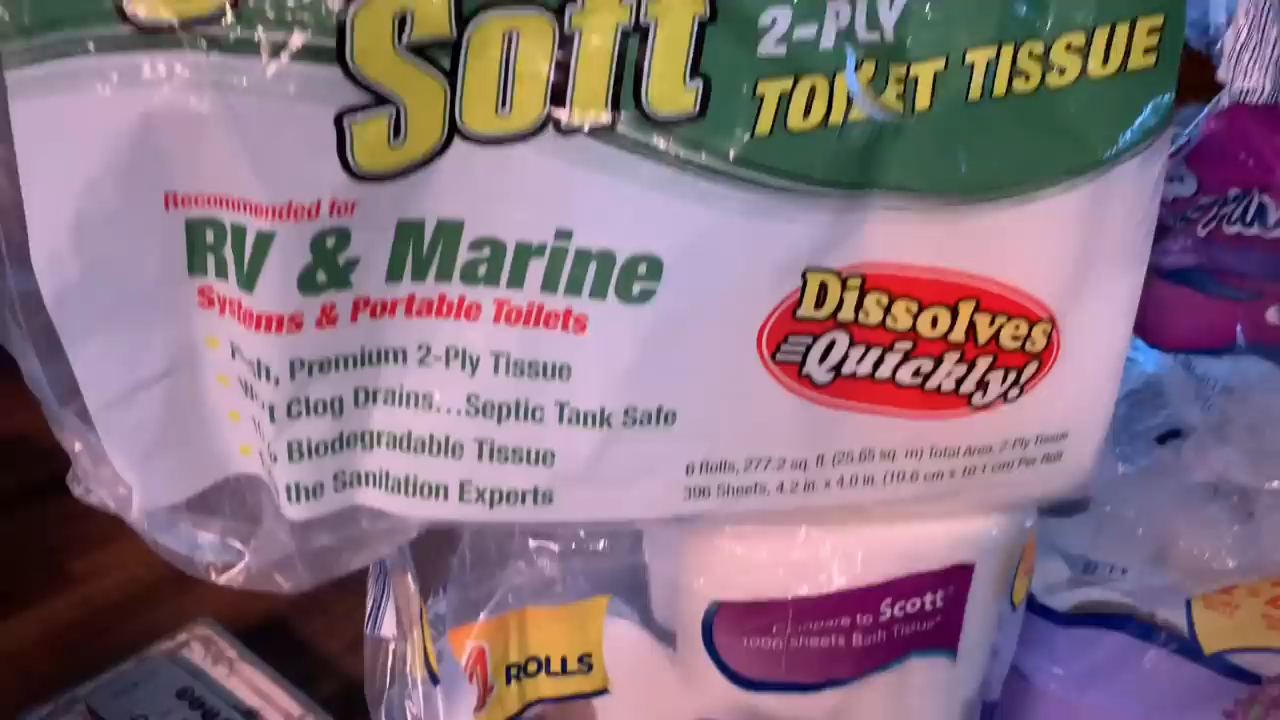 Soft
2-PLY
TOILET TISSUE
Recommended for
RV & Marine
Systems & Portable Toilets
Premium 2-Ply Tissue
Clog Drains...Septic Tank Safe
Biodegradable Tissue
the Sanitation Experts
Dissolves
Quickly!
6 Rolls, 277.2 sq. ft. (25.65 sq. m) Total Area, 2-Ply Tissue
396 Sheets, 4.2 in. x 4.0 in. (10.6 cm x 10.1 cm) Per Roll
ROLLS
Compare to Scott
1000 Sheets Bath Tissue*